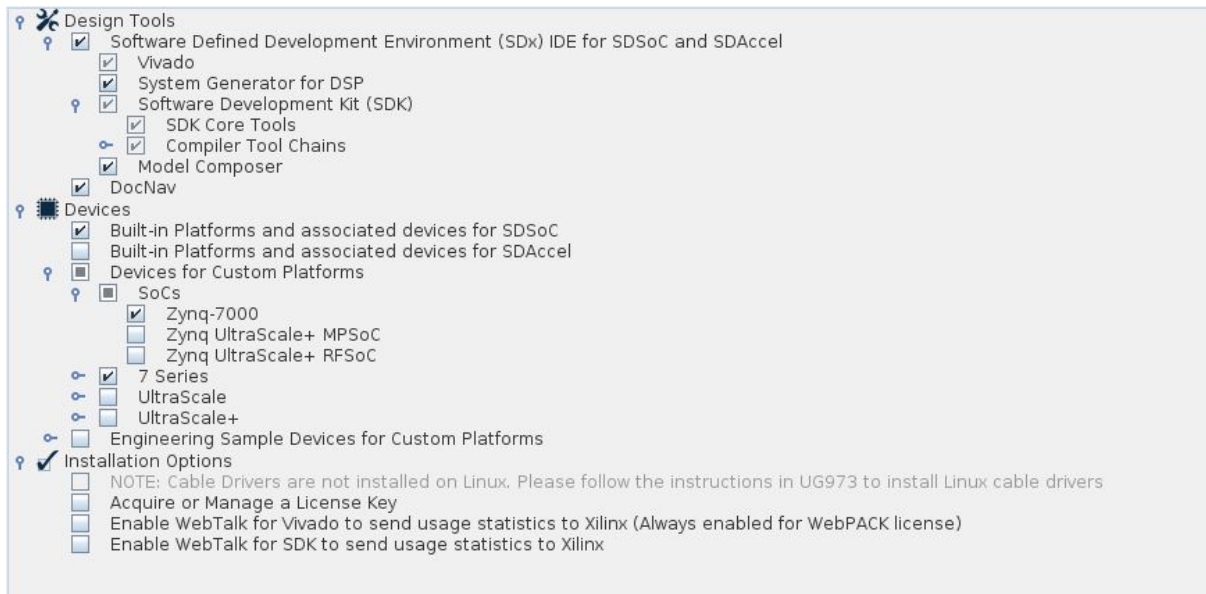 Design Tools
Software Defined Development Environment (SDx) IDE for SDSoC and SDAccel
Vivado
System Generator for DSP
Software Development Kit (SDK)
SDK Core Tools
Compiler Tool Chains
Model Composer
DocNav
Devices
Built-in Platforms and associated devices for SDSoC
Built-in Platforms and associated devices for SDAccel
Devices for Custom Platforms
SoCs
Zynq-7000
Zynq UltraScale+ MPSoC
Zynq UltraScale+ RFSoC
7 Series
UltraScale
UltraScale+
Engineering Sample Devices for Custom Platforms
Installation Options
NOTE: Cable Drivers are not installed on Linux. Please follow the instructions in UG973 to install Linux cable drivers
Acquire or Manage a License Key
Enable WebTalk for Vivado to send usage statistics to Xilinx (Always enabled for WebPACK license)
Enable WebTalk for SDK to send usage statistics to Xilinx